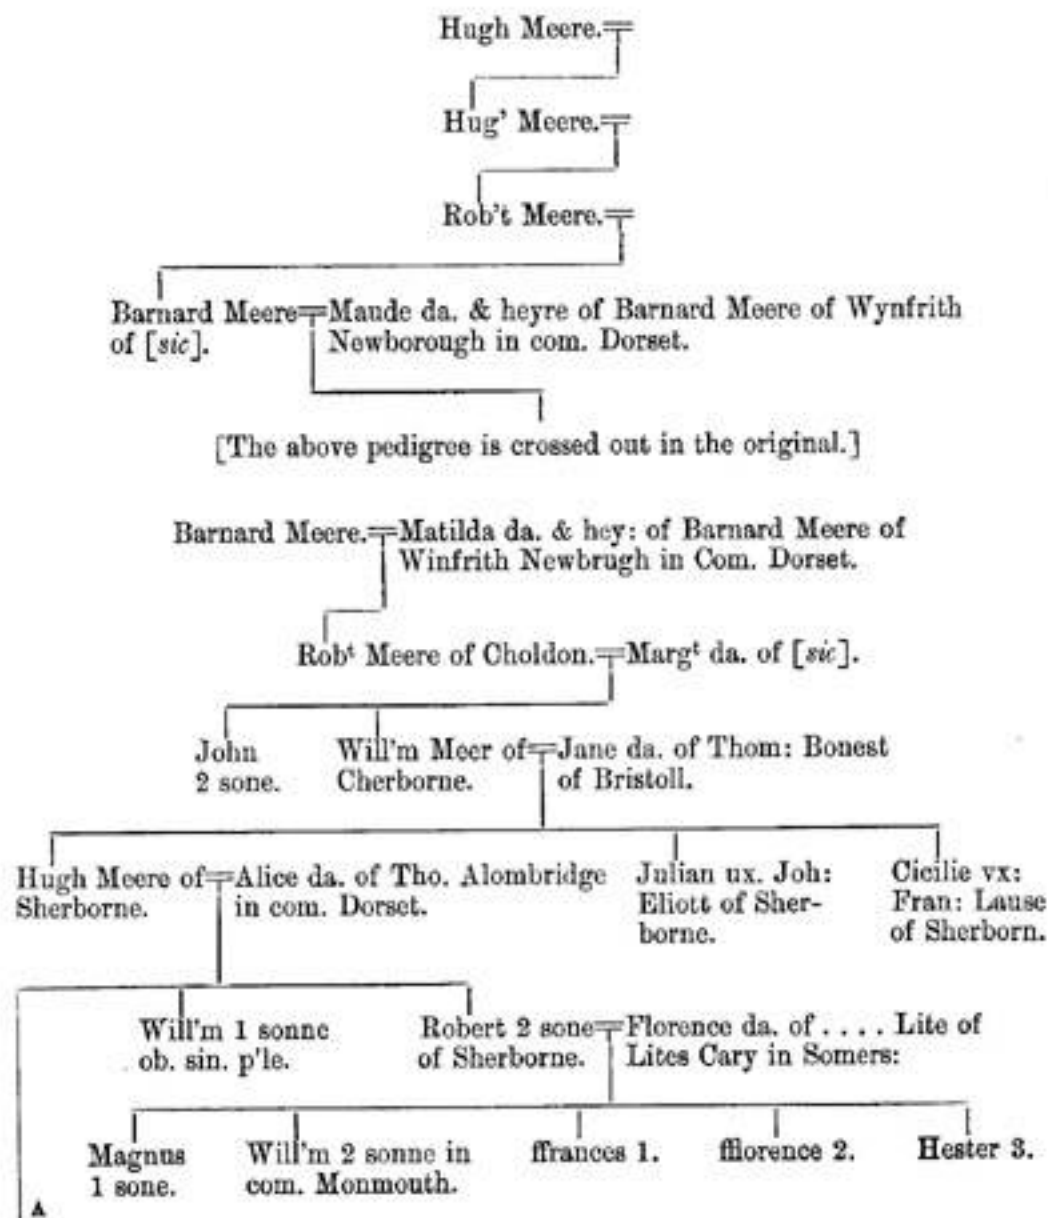 Hugh Meere.
Hug' Meere.
Rob't Meere.
Barnard Meere Maude da. & heyre of Barnard Meere of Wynfrith
of [sic]. Newborough in com. Dorset.
[The above pedigree is crossed out in the original.]
Barnard Meere. Matilda da. & hey: of Barnard Meere of
Winfrith Newbrugh in Com. Dorset.
Robᵗ Meere of Choldon. Margᵗ da. of [sic].
John Will'm Meer of Jane da. of Thom: Bonest
2 sone. Cherborne. of Bristoll.
Hugh Meere of Alice da. of Tho. Alombridge Julian ux. Joh: Cicilie vx:
Sherborne. in com. Dorset. Eliott of Sher- Fran: Lause
borne. of Sherborn.
Will'm 1 sonne Robert 2 sone Florence da. of .... Lite of
ob. sin. p'le. of Sherborne. Lites Cary in Somers:
Magnus Will'm 2 sonne in ffrances 1. fflorence 2. Hester 3.
1 sone. com. Monmouth.
A